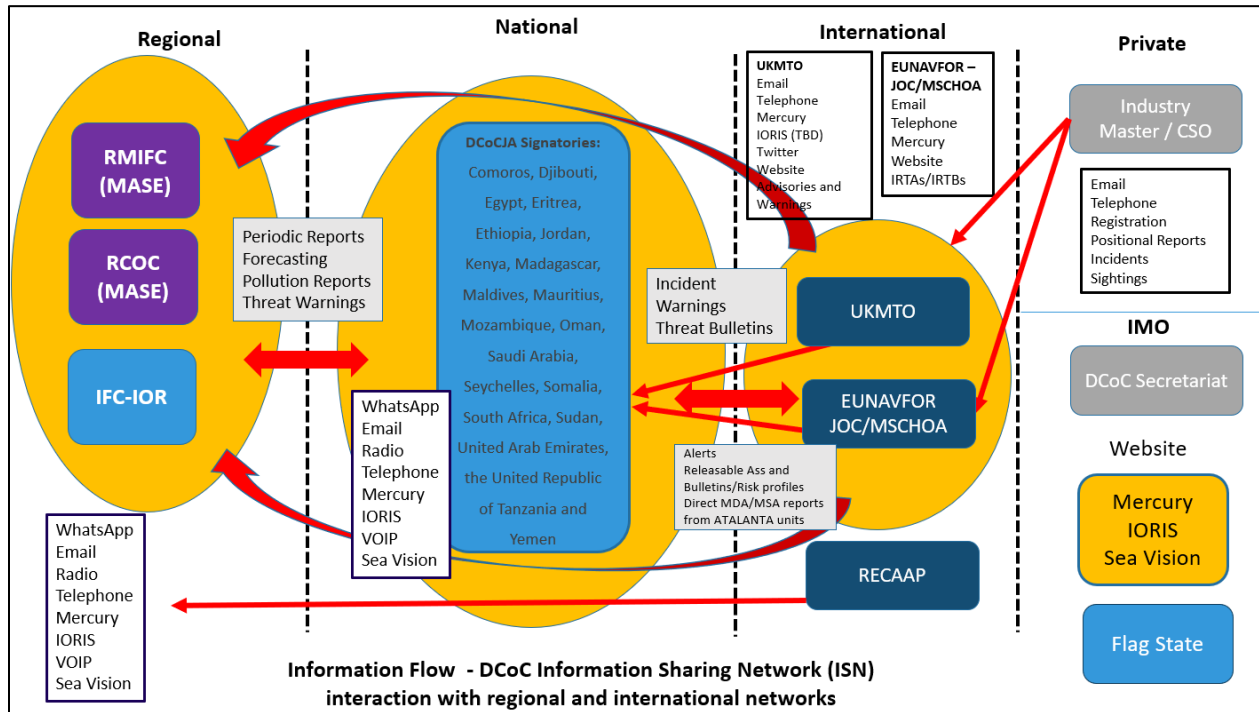 Regional
National
International
Private
RMIFC
(MASE)
RCOC
(MASE)
IFC-IOR
Periodic Reports
Forecasting
Pollution Reports
Threat Warnings
WhatsApp
Email
Radio
Telephone
Mercury
IORIS
VOIP
Sea Vision
DCoCJA Signatories:
Comoros, Djibouti,
Egypt, Eritrea,
Ethiopia, Jordan,
Kenya, Madagascar,
Maldives, Mauritius,
Mozambique, Oman,
Saudi Arabia,
Seychelles, Somalia,
South Africa, Sudan,
United Arab Emirates,
the United Republic
of Tanzania and
Yemen
WhatsApp
Email
Radio
Telephone
Mercury
IORIS
VOIP
Sea Vision
UKMTO
Email
Telephone
Mercury
IORIS (TBD)
Twitter
Website
Advisories and
Warnings
EUNAVFOR –
JOC/MSCHOA
Email
Telephone
Mercury
Website
IRTAs/IRTBs
Incident
Warnings
Threat Bulletins
UKMTO
EUNAVFOR
JOC/MSCHOA
Alerts
Releasable Ass and
Bulletins/Risk profiles
Direct MDA/MSA reports
from ATALANTA units
RECAAP
Industry
Master / CSO
Email
Telephone
Registration
Positional Reports
Incidents
Sightings
IMO
DCoC Secretariat
Website
Mercury
IORIS
Sea Vision
Flag State
Information Flow - DCoC Information Sharing Network (ISN)
interaction with regional and international networks